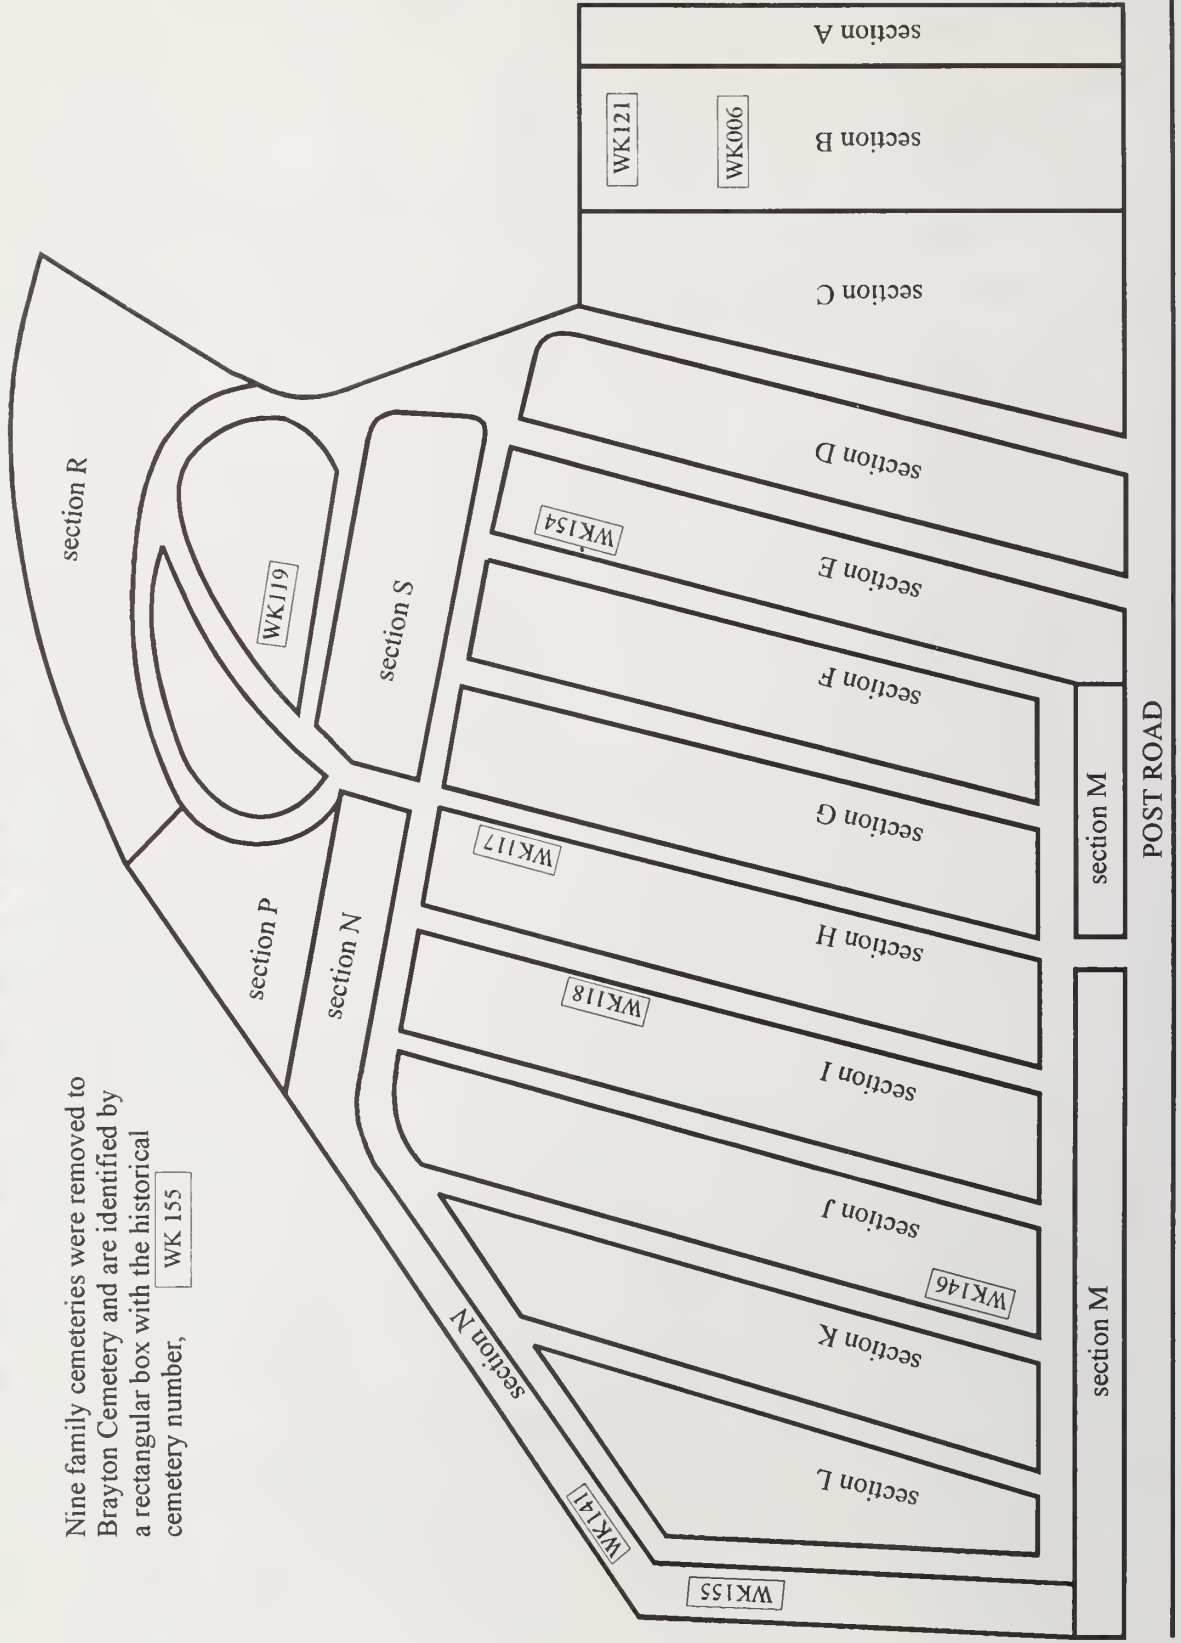 Nine family cemeteries were removed to
Brayton Cemetery and are identified by
a rectangular box with the historical
cemetery number, WK 155
section R
section P
section N
section S
WK119
section N
WK141
WK155
section L
section K
section J
WK146
section I
WK118
section H
WK117
section G
section F
section E
WK154
section D
section C
section B
WK121
WK006
section A
section M
section M
POST ROAD